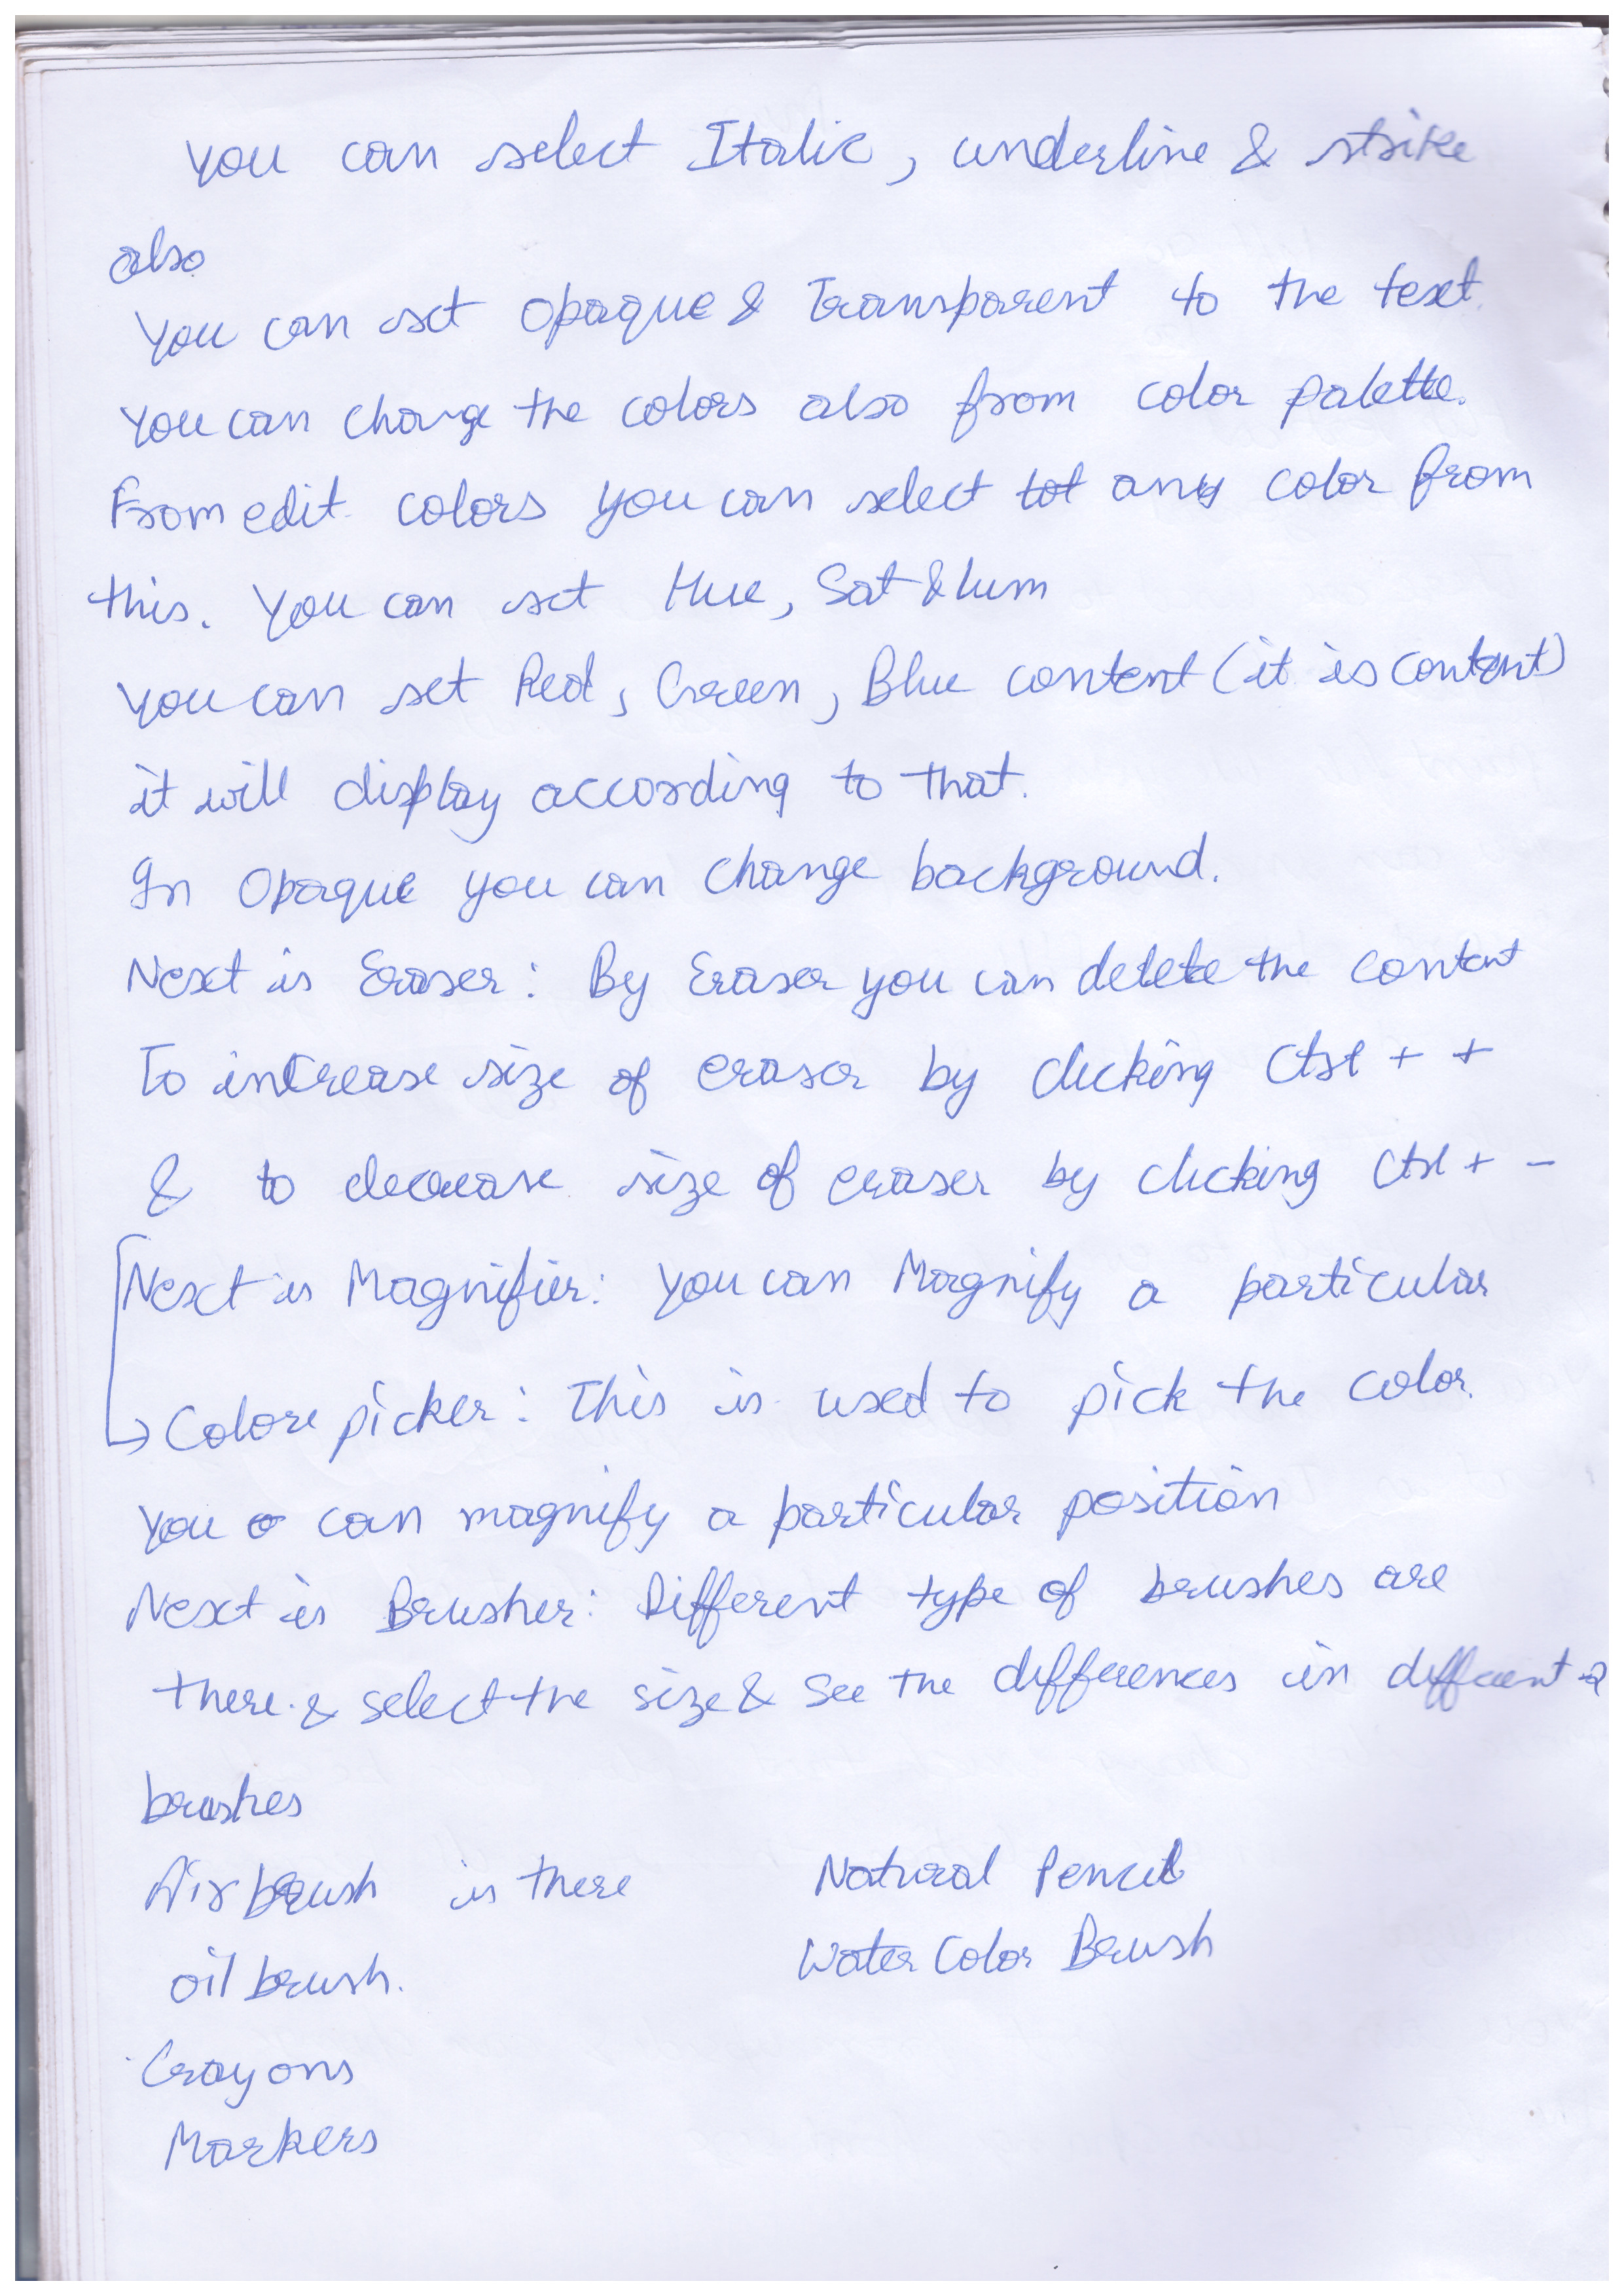 You can select Italic, underline & strike
also
You can set Opaque & Transparent to the text.
You can change the colors also from color palette.
From edit colors you can select tot any color from
this. You can set Hue, Sat & lum
You can set Red, Green, Blue content (it is content)
it will display according to that.
In Opaque you can change background.
Next is Eraser: By Eraser you can delete the content
To increase size of eraser by clicking Ctrl + +
& to decrease size of eraser by clicking Ctrl + -
Next is Magnifier: You can Magnify a particular
→ Colore picker: This is used to pick the color.
You can magnify a particular position
Next is Brusher: Different type of brushes are
there & select the size & See the differences in different
brushes
Air brush is there Natural Pencil
oil brush. Water Color Brush
Crayons
Markers